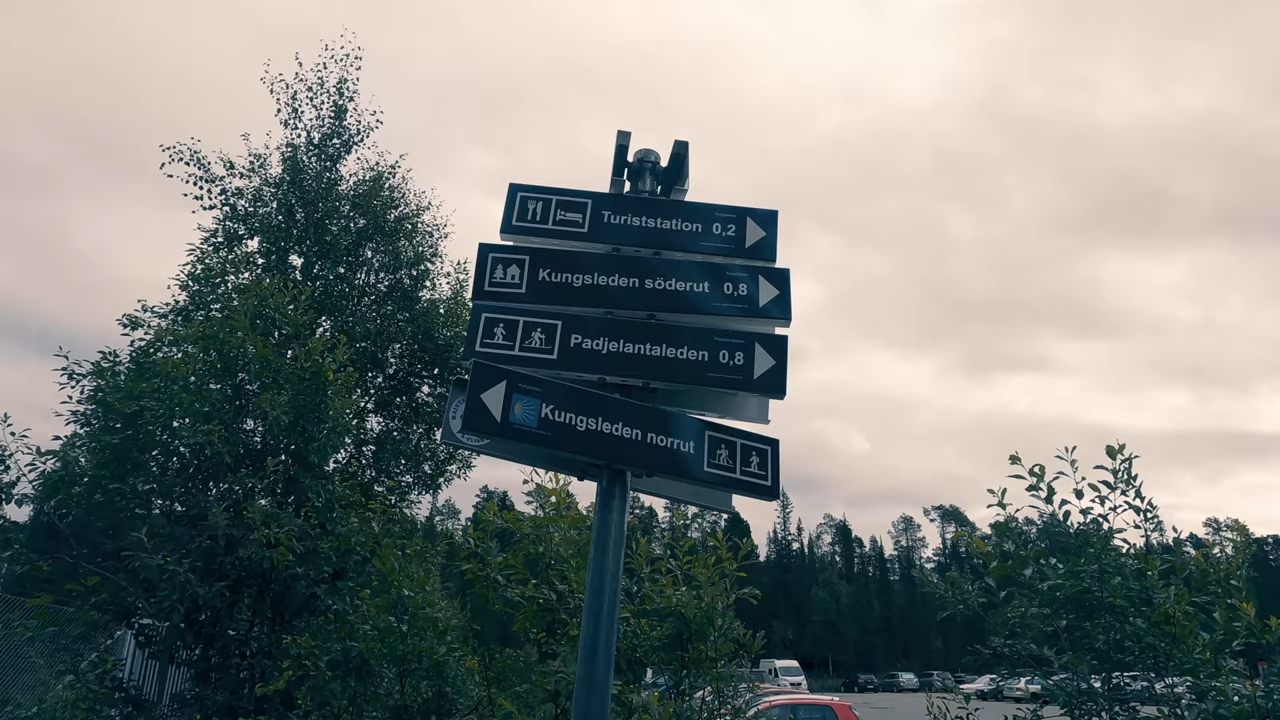 Turiststation 0,2
Kungsleden söderut 0,8
Padjelantaleden 0,8
Kungsleden norrut